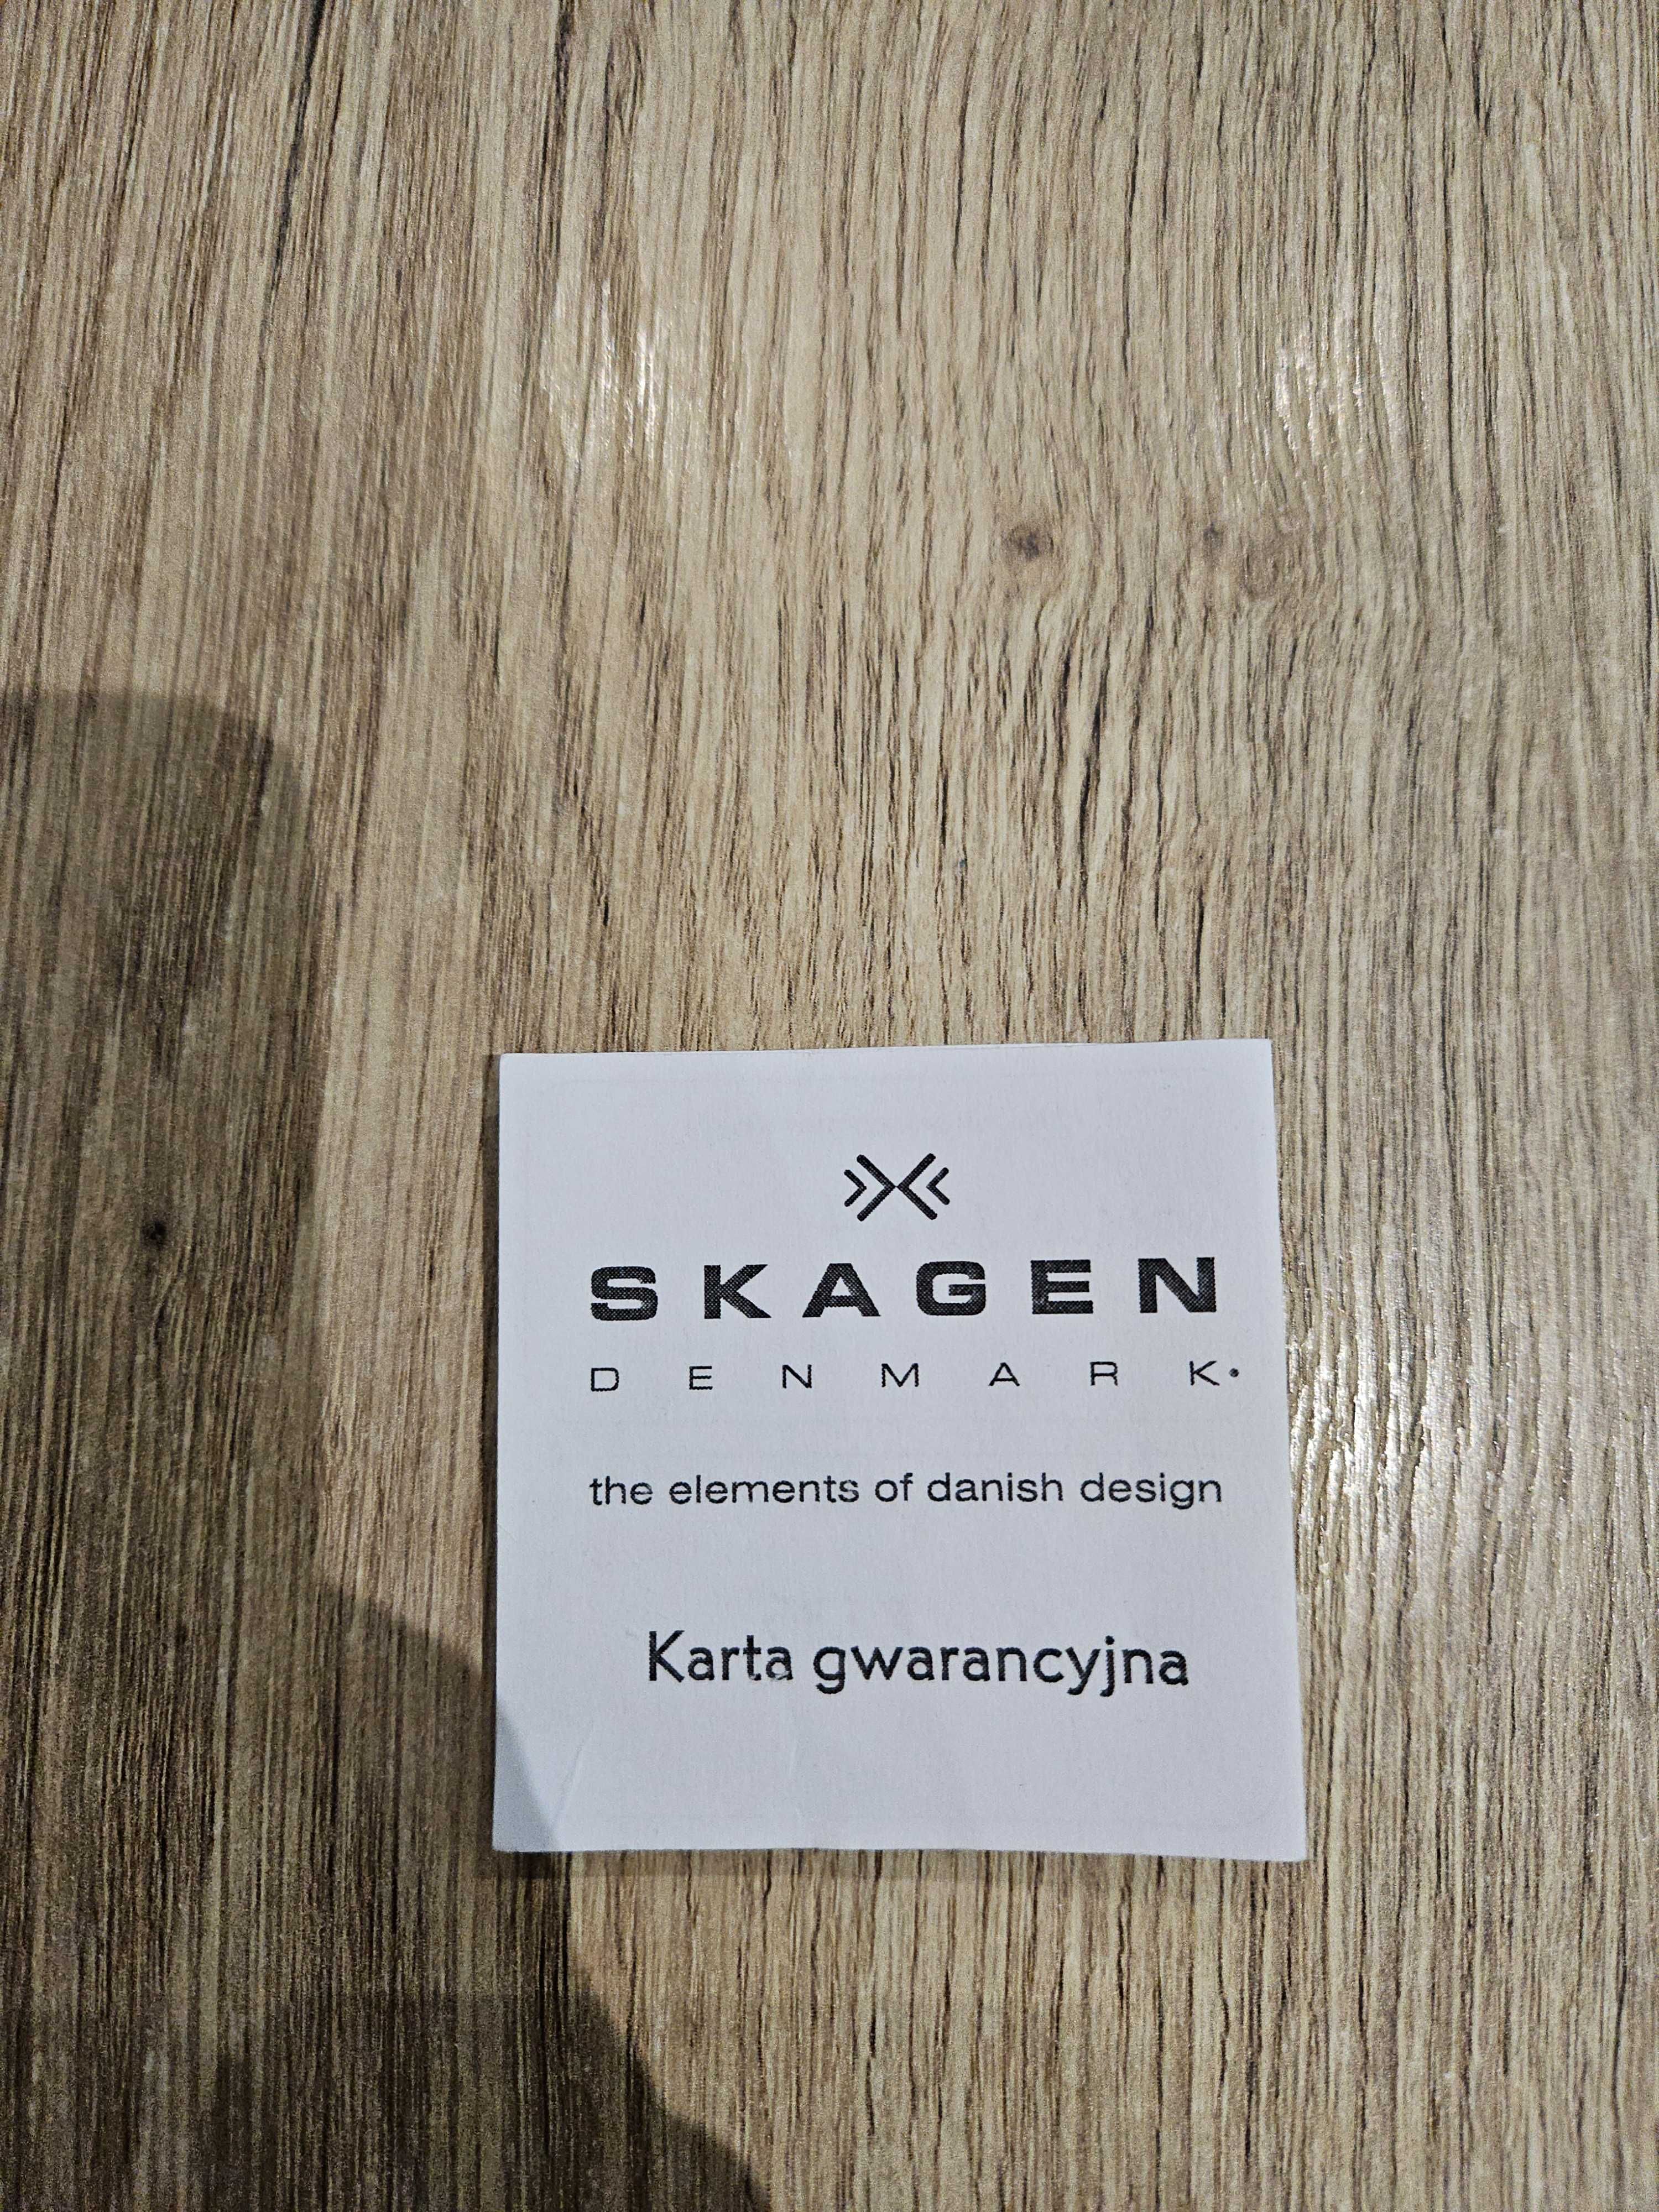 SKAGEN
DENMARK
the elements of danish design
Karta gwarancyjna